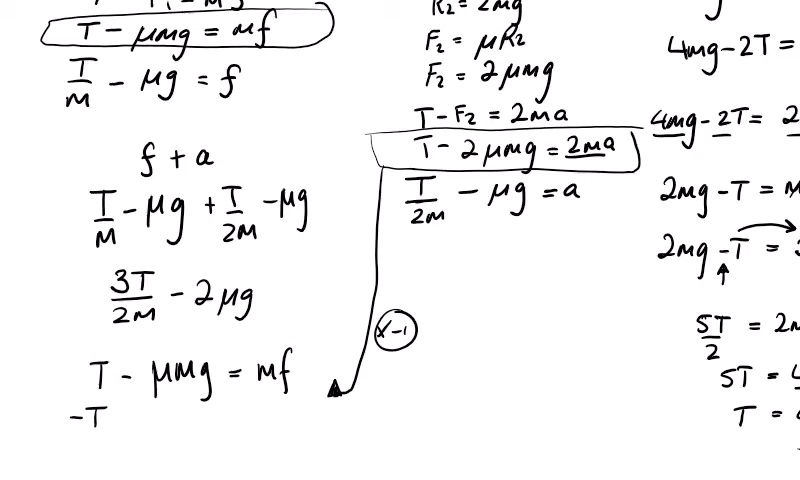 T - μmg = mf
T/M - μg = f
f + a
T/M - μg + T/2M - μg
3T/2M - 2μg
T - μmg = mf
-T
R₂ = 2mg
F₂ = μR₂
F₂ = 2μmg
T - F₂ = 2ma
T - 2μmg = 2ma
T/2M - μg = a
×-1
4mg - 2T =
4mg - 2T = 2
2mg - T = M
2mg - T =
5T/2 = 2m
5T = 4
T =